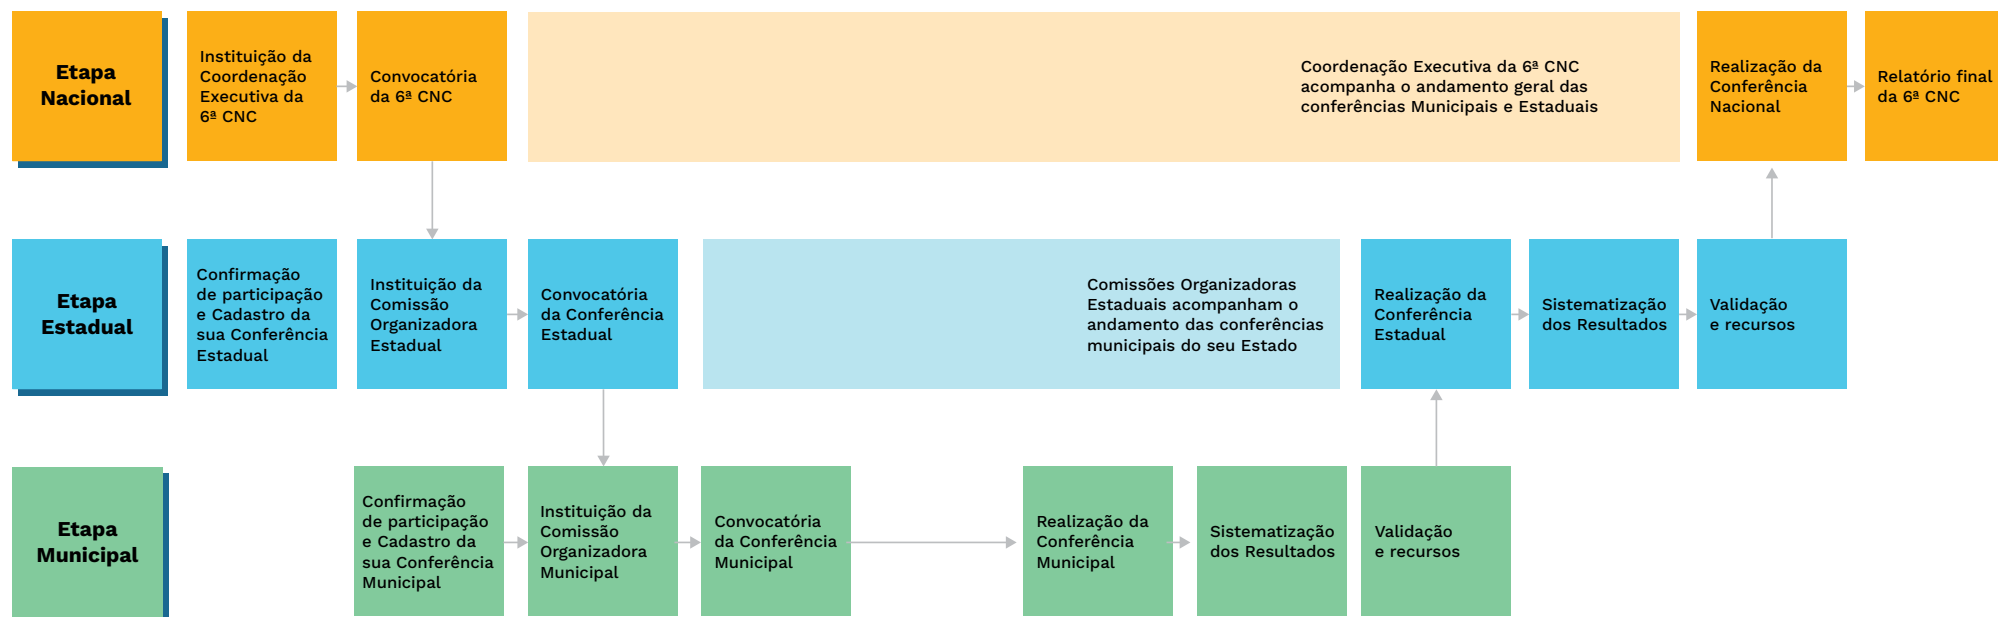 Etapa
Nacional
Instituição da
Coordenação
Executiva da
6ª CNC
Convocatória
da 6ª CNC
Coordenação Executiva da 6ª CNC
acompanha o andamento geral das
conferências Municipais e Estaduais
Realização da
Conferência
Nacional
Relatório final
da 6ª CNC
Etapa
Estadual
Confirmação
de participação
e Cadastro da
sua Conferência
Estadual
Instituição da
Comissão
Organizadora
Estadual
Convocatória
da Conferência
Estadual
Comissões Organizadoras
Estaduais acompanham o
andamento das conferências
municipais do seu Estado
Realização da
Conferência
Estadual
Sistematização
dos Resultados
Validação
e recursos
Etapa
Municipal
Confirmação
de participação
e Cadastro da
sua Conferência
Municipal
Instituição da
Comissão
Organizadora
Municipal
Convocatória
da Conferência
Municipal
Realização da
Conferência
Municipal
Sistematização
dos Resultados
Validação
e recursos